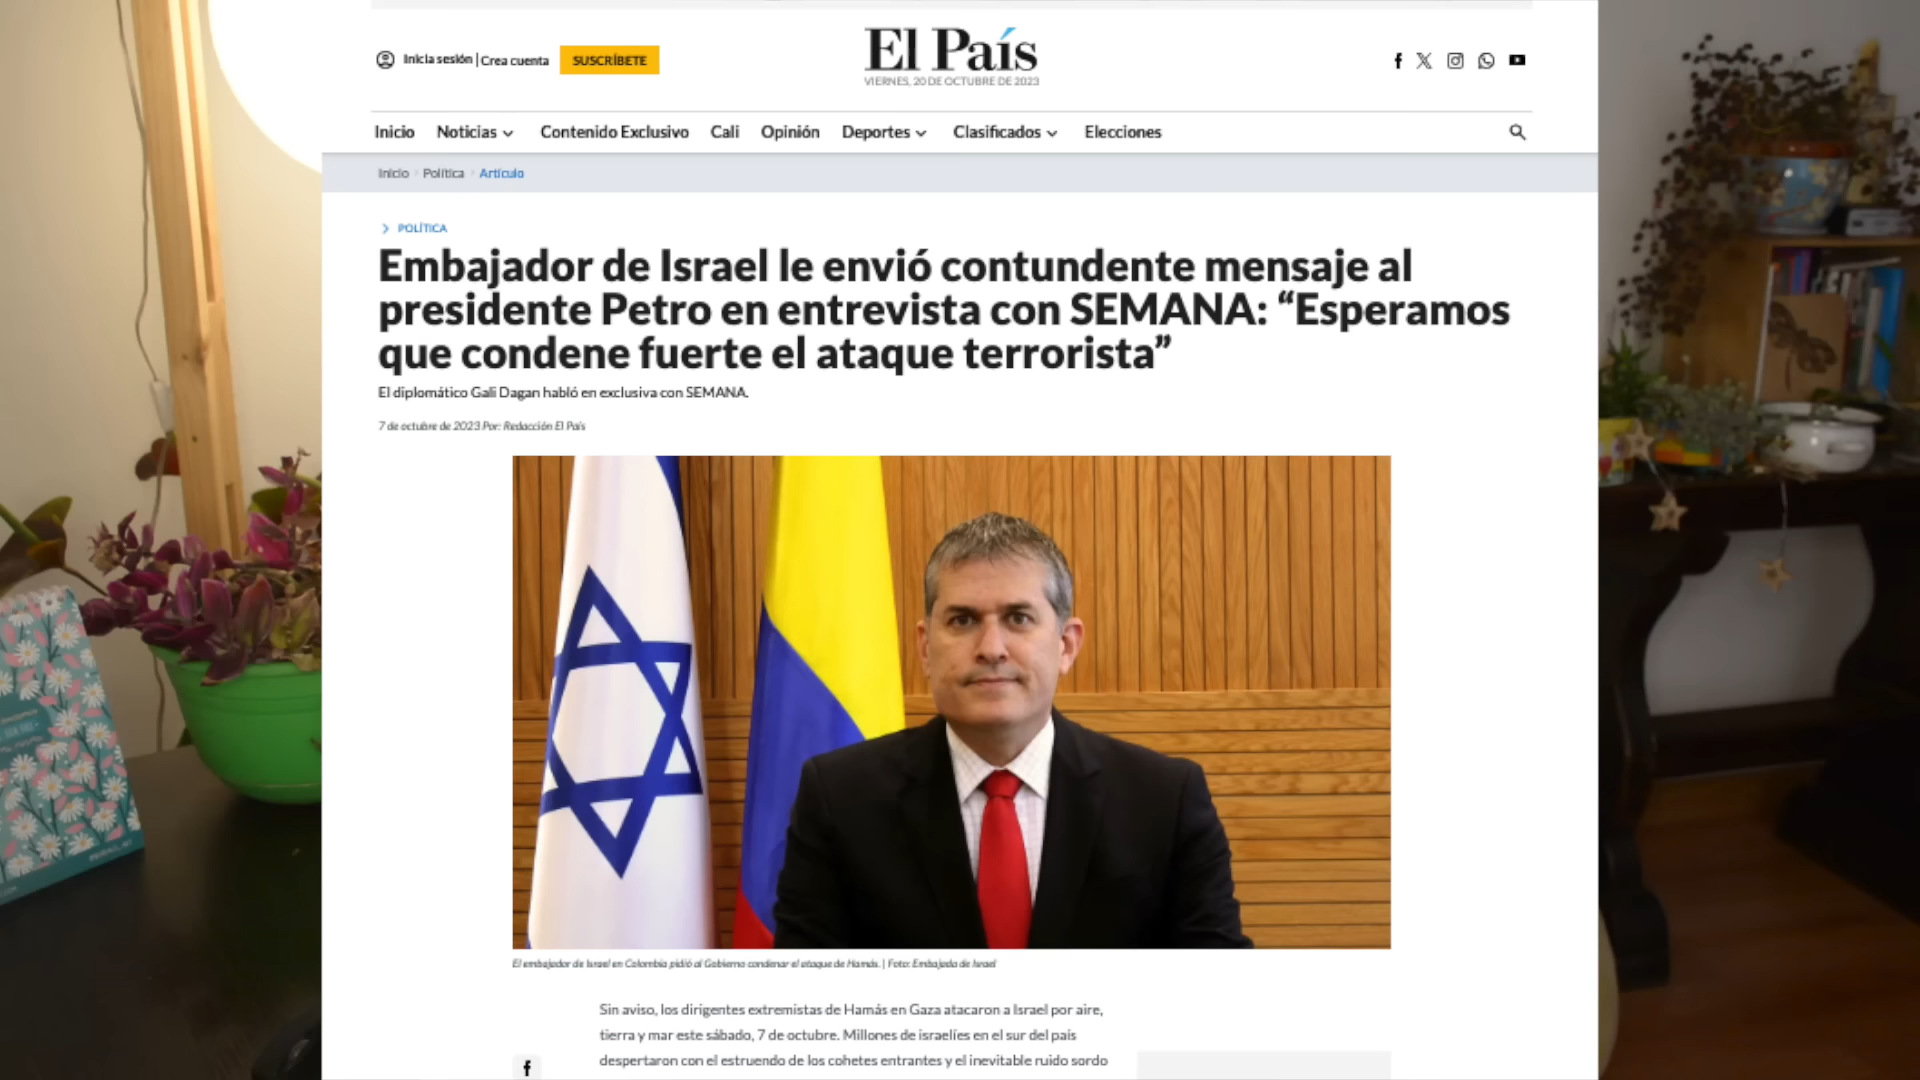 Inicia sesión | Crea cuenta
SUSCRÍBETE
El País
VIERNES, 20 DE OCTUBRE DE 2023
Inicio Noticias Contenido Exclusivo Cali Opinión Deportes Clasificados Elecciones
Inicio Política Artículo
POLÍTICA
Embajador de Israel le envió contundente mensaje al
presidente Petro en entrevista con SEMANA: “Esperamos
que condene fuerte el ataque terrorista”
El diplomático Gali Dagan habló en exclusiva con SEMANA.
7 de octubre de 2023 Por: Redacción El País
El embajador de Israel en Colombia pidió al Gobierno condenar el ataque de Hamás. | Foto: Embajada de Israel
Sin aviso, los dirigentes extremistas de Hamás en Gaza atacaron a Israel por aire,
tierra y mar este sábado, 7 de octubre. Millones de israelíes en el sur del país
despertaron con el estruendo de los cohetes entrantes y el inevitable ruido sordo